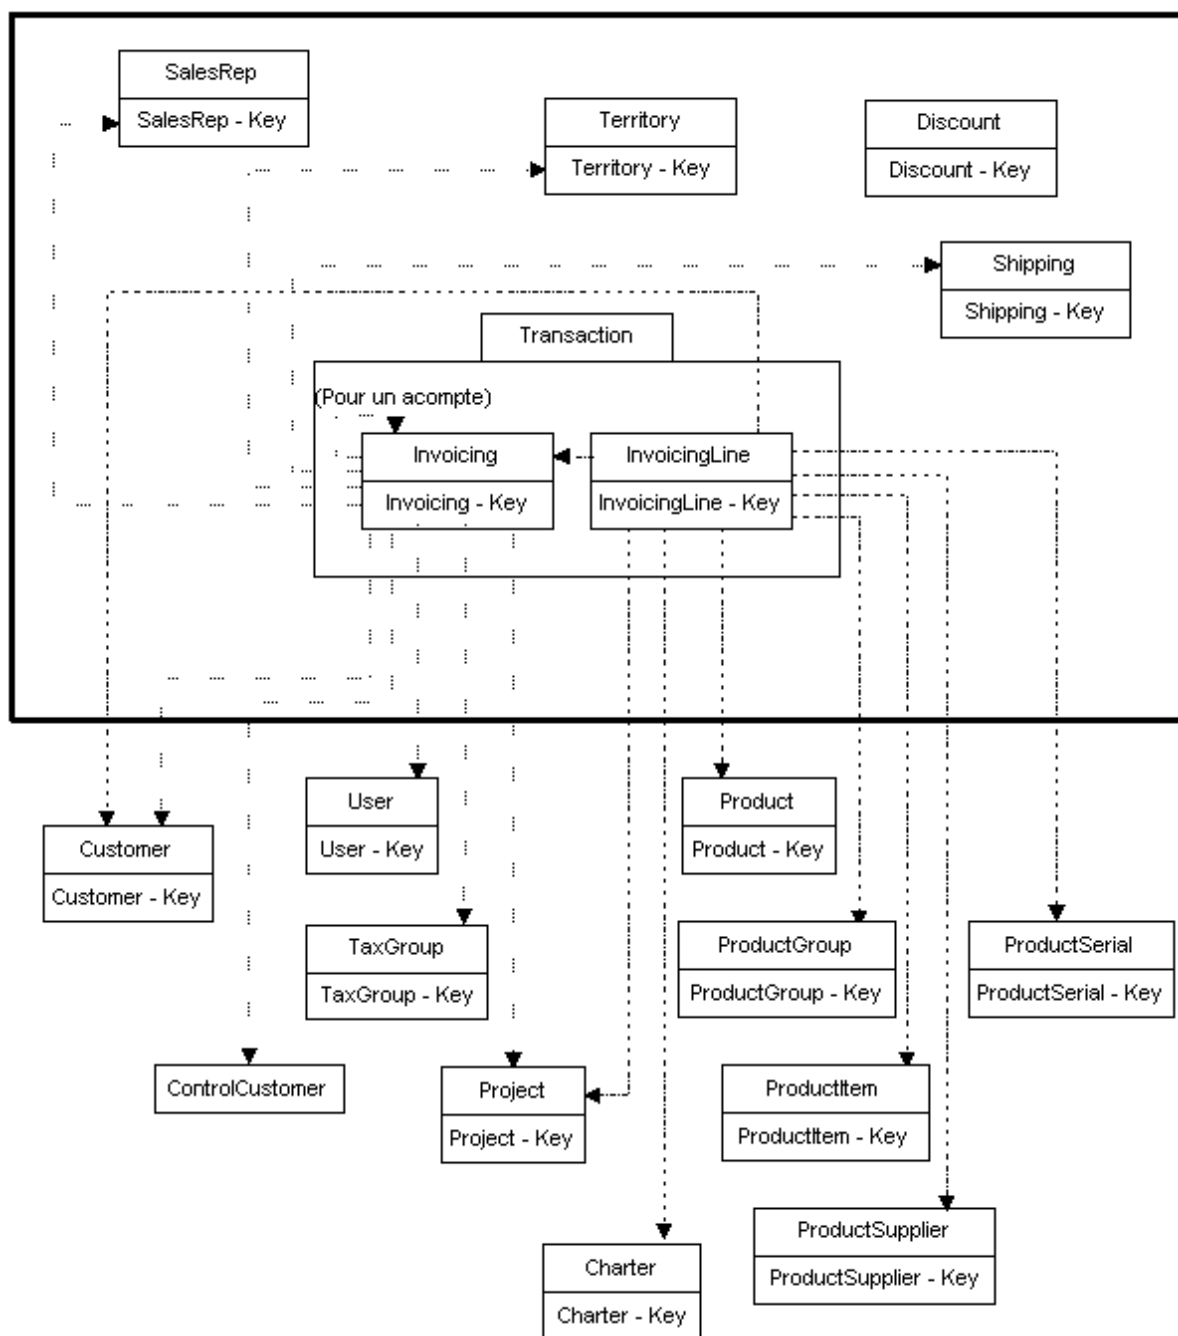 SalesRep
SalesRep - Key
Territory
Territory - Key
Discount
Discount - Key
Shipping
Shipping - Key
Transaction
(Pour un acompte)
Invoicing
Invoicing - Key
InvoicingLine
InvoicingLine - Key
User
User - Key
Product
Product - Key
Customer
Customer - Key
TaxGroup
TaxGroup - Key
ProductGroup
ProductGroup - Key
ProductSerial
ProductSerial - Key
ControlCustomer
Project
Project - Key
ProductItem
ProductItem - Key
ProductSupplier
ProductSupplier - Key
Charter
Charter - Key